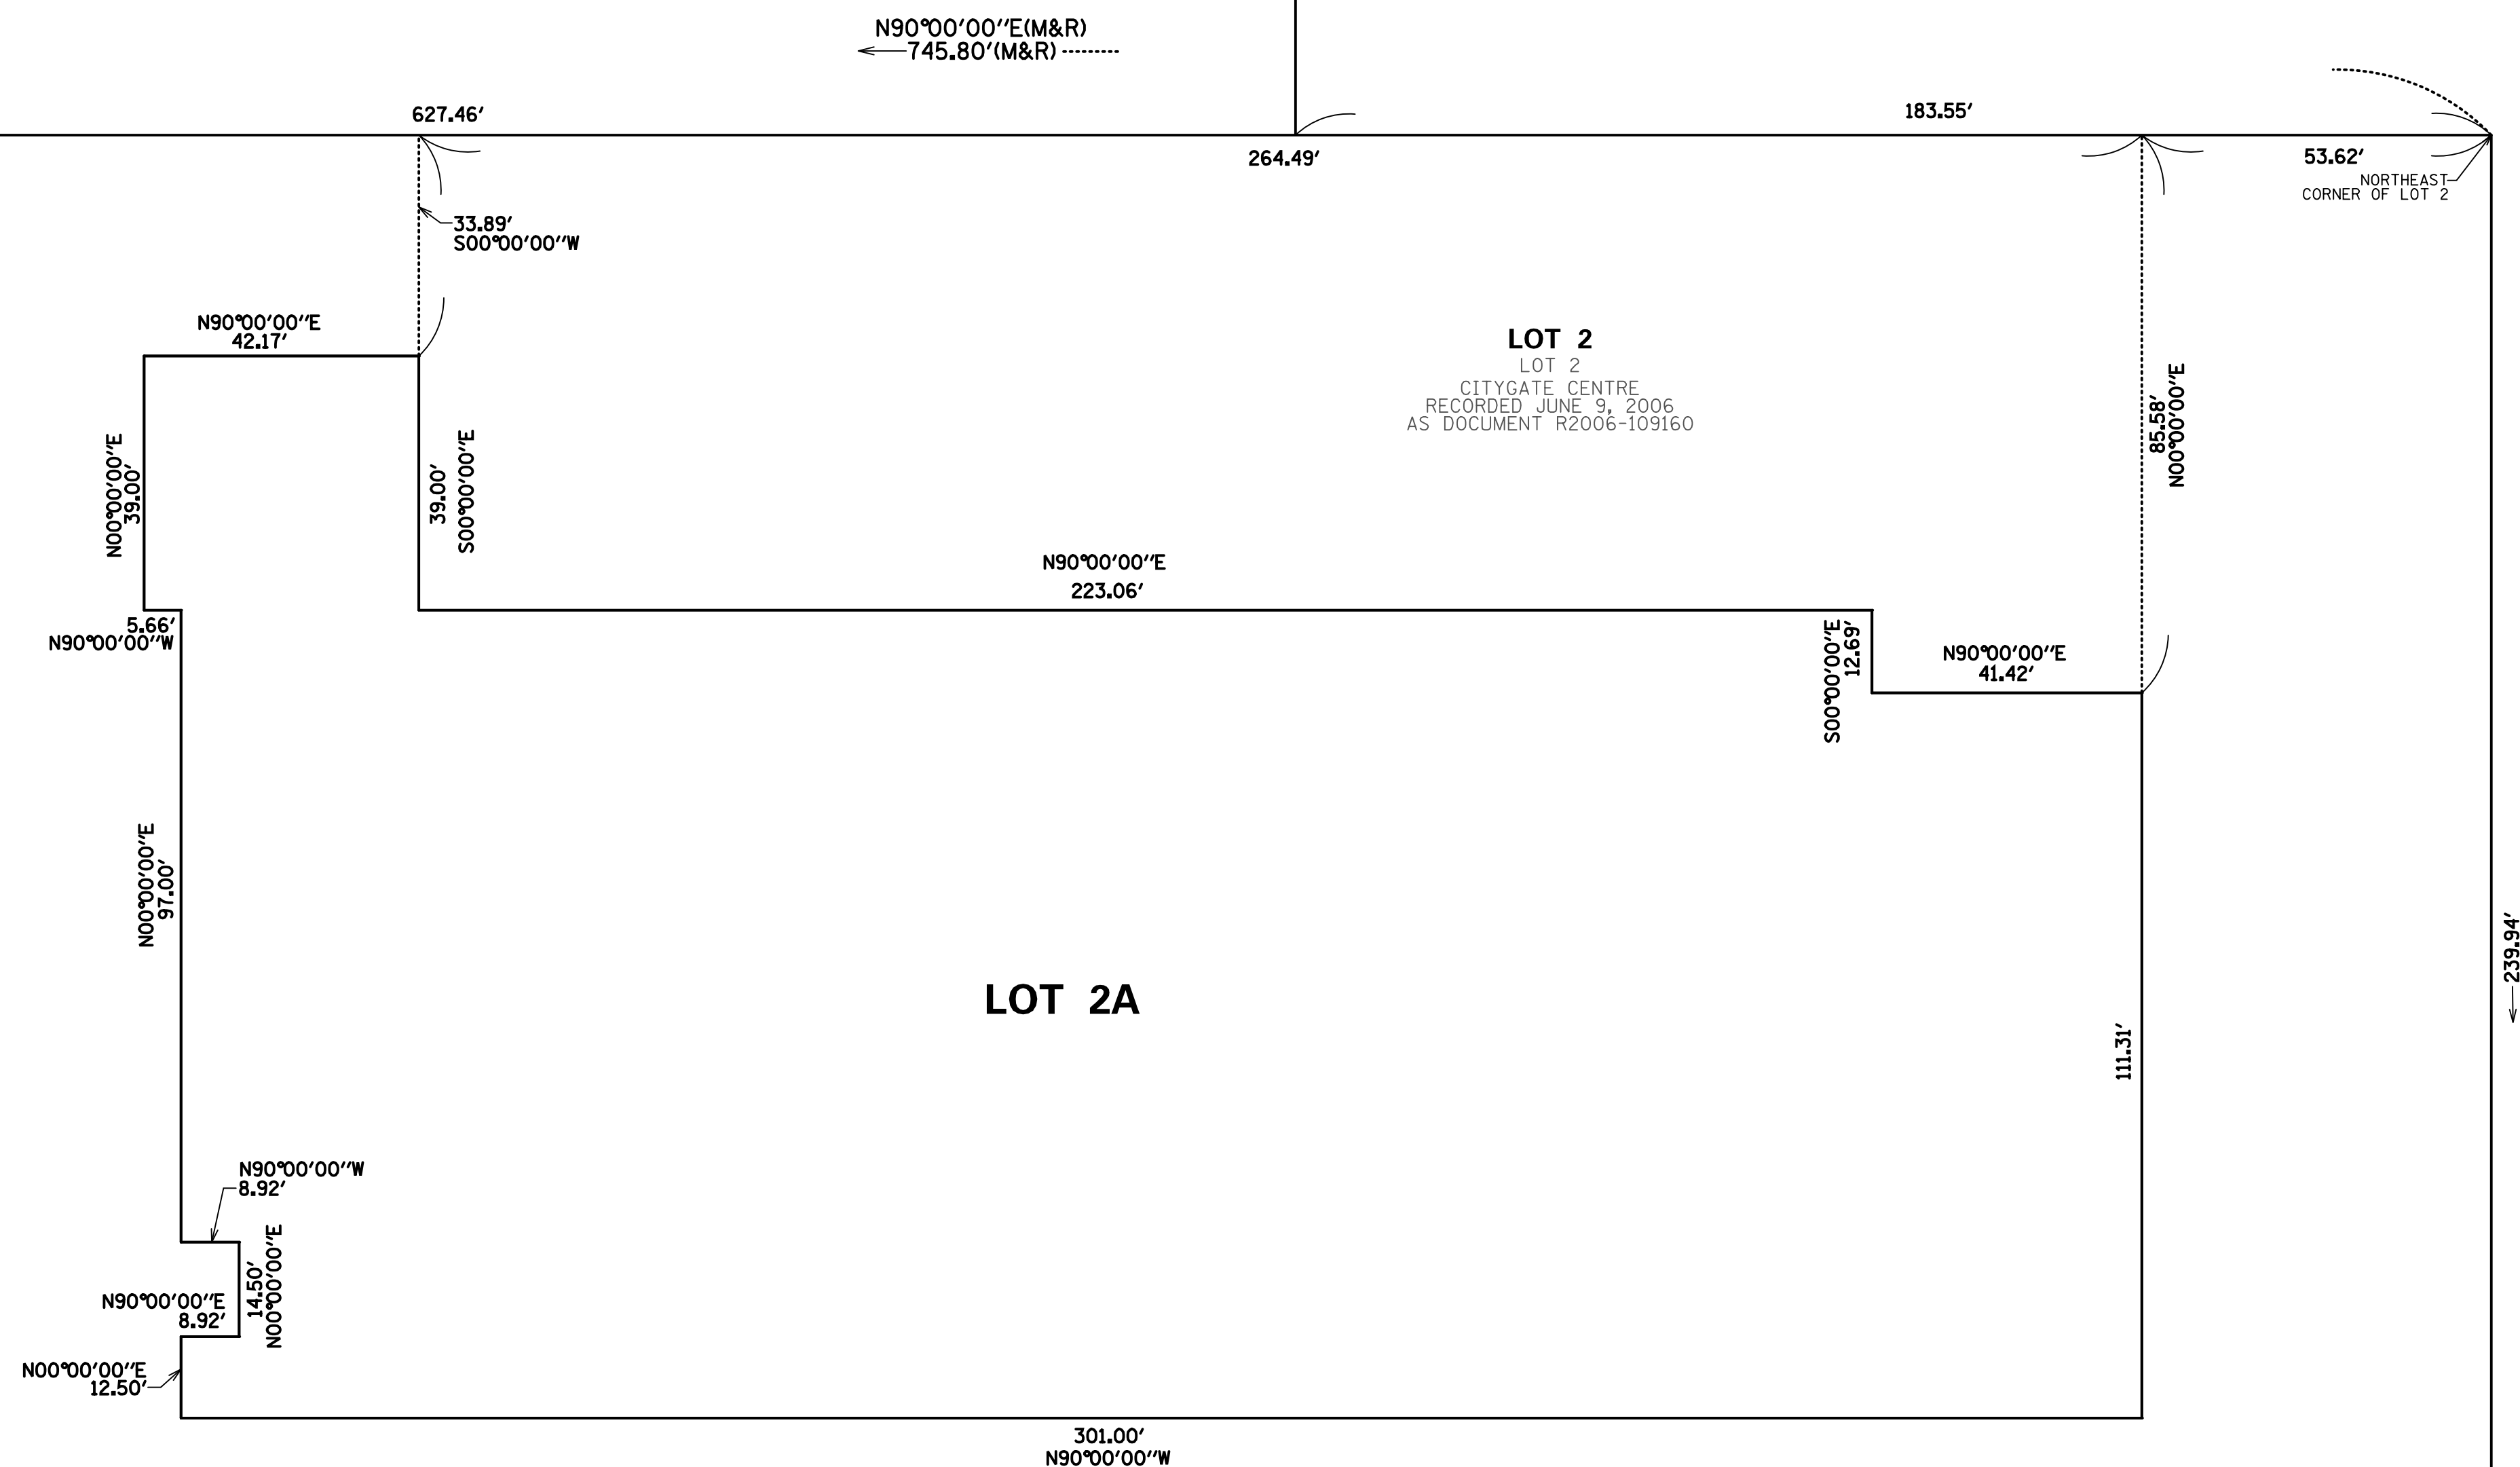 N90°00'00"E(M&R)
745.80'(M&R)
627.46'
183.55'
264.49'
53.62'
NORTHEAST
CORNER OF LOT 2
33.89'
S00°00'00"W
N90°00'00"E
42.17'
LOT 2
LOT 2
CITYGATE CENTRE
RECORDED JUNE 9, 2006
AS DOCUMENT R2006-109160
85.58'
N00°00'00"E
N00°00'00"E
39.00'
39.00'
S00°00'00"E
N90°00'00"E
223.06'
5.66'
N90°00'00"W
S00°00'00"E
12.69'
N90°00'00"E
41.42'
N00°00'00"E
97.00'
239.94'
LOT 2A
111.31'
N90°00'00"W
8.92'
14.50'
N00°00'00"E
N90°00'00"E
8.92'
N00°00'00"E
12.50'
301.00'
N90°00'00"W